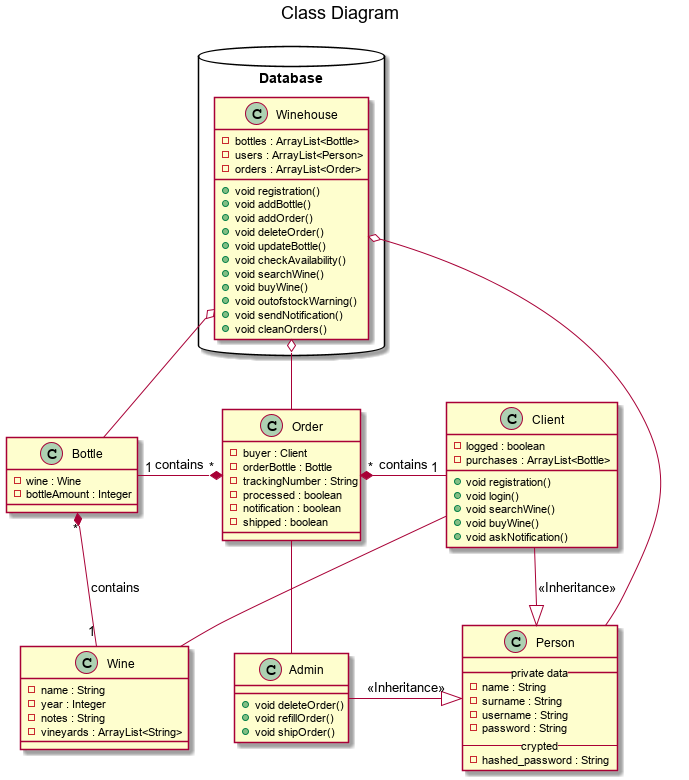 Class Diagram
Database
C Winehouse
bottles : ArrayList<Bottle>
users : ArrayList<Person>
orders : ArrayList<Order>
void registration()
void addBottle()
void addOrder()
void deleteOrder()
void updateBottle()
void checkAvailability()
void searchWine()
void buyWine()
void outofstockWarning()
void sendNotification()
void cleanOrders()
C Bottle
wine : Wine
bottleAmount : Integer
1 contains *
C Order
buyer : Client
orderBottle : Bottle
trackingNumber : String
processed : boolean
notification : boolean
shipped : boolean
* contains 1
C Client
logged : boolean
purchases : ArrayList<Bottle>
void registration()
void login()
void searchWine()
void buyWine()
void askNotification()
*
contains
1
«Inheritance»
C Wine
name : String
year : Integer
notes : String
vineyards : ArrayList<String>
C Admin
void deleteOrder()
void refillOrder()
void shipOrder()
«Inheritance»
C Person
private data
name : String
surname : String
username : String
password : String
crypted
hashed_password : String